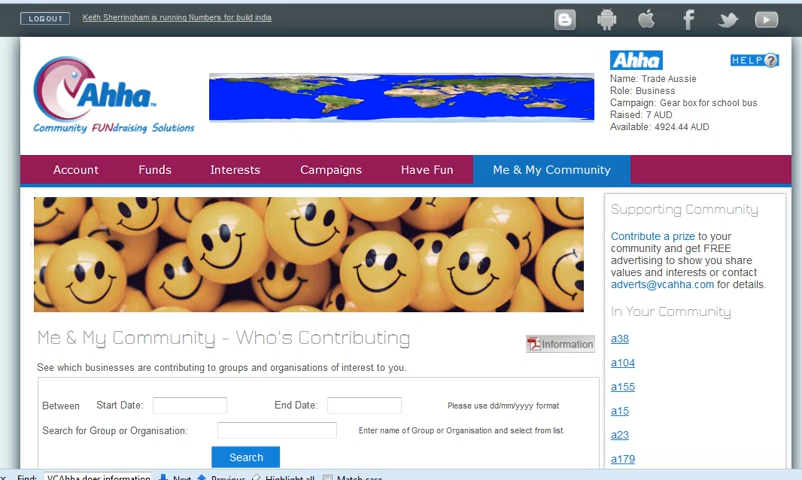 LOGOUT
Keith Sherringham is running Numbers for build india
Ahha™
Community FUNdraising Solutions
Ahha
HELP?
Name: Trade Aussie
Role: Business
Campaign: Gear box for school bus
Raised: 7 AUD
Available: 4924.44 AUD
Account
Funds
Interests
Campaigns
Have Fun
Me & My Community
Supporting Community
Contribute a prize to your
community and get FREE
advertising to show you share
values and interests or contact
adverts@vcahha.com for details.
In Your Community
a38
a104
a155
a15
a23
a179
Me & My Community - Who's Contributing
Information
See which businesses are contributing to groups and organisations of interest to you.
Between Start Date: End Date: Please use dd/mm/yyyy format
Search for Group or Organisation: Enter name of Group or Organisation and select from list.
Search
x Find: VCAhha does information Next Previous Highlight all Match case